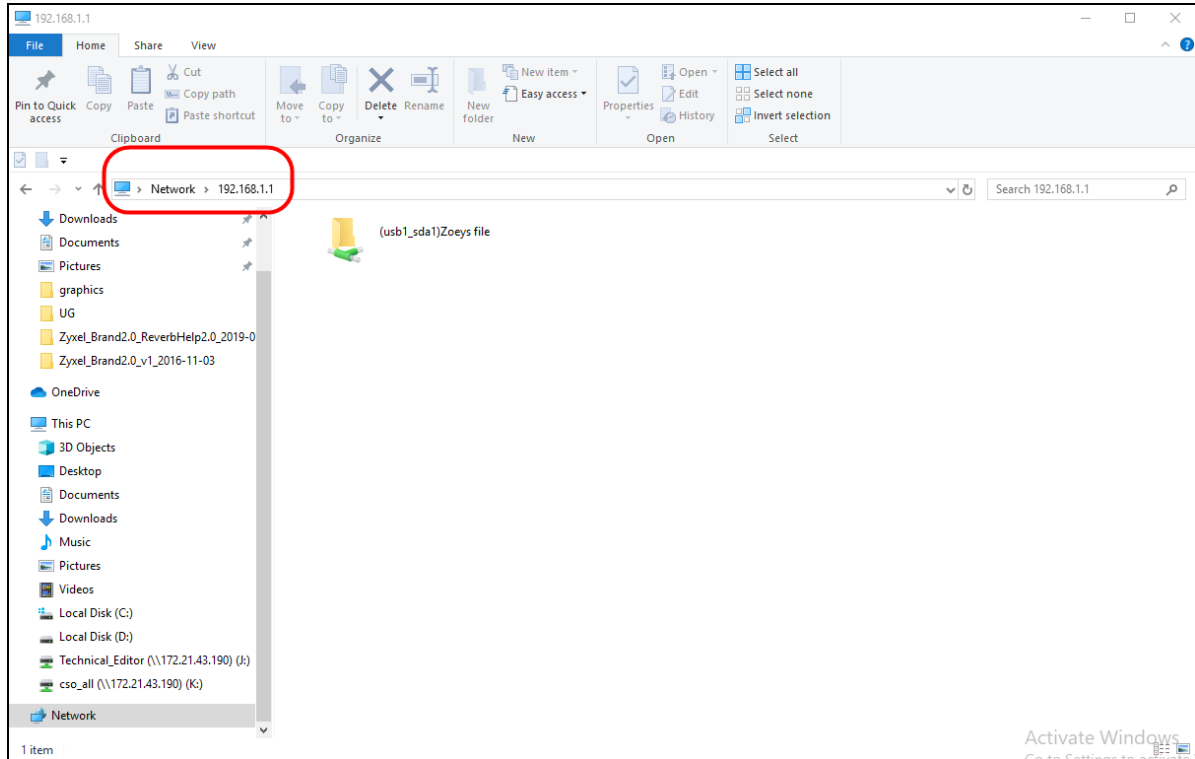 192.168.1.1
File Home Share View
Pin to Quick access
Copy
Paste
Cut
Copy path
Paste shortcut
Clipboard
Move to
Copy to
Delete
Rename
Organize
New folder
New item
Easy access
New
Properties
Open
Edit
History
Open
Select all
Select none
Invert selection
Select
Network > 192.168.1.1
Search 192.168.1.1
Downloads
Documents
Pictures
graphics
UG
Zyxel_Brand2.0_ReverbHelp2.0_2019-0
Zyxel_Brand2.0_v1_2016-11-03
OneDrive
This PC
3D Objects
Desktop
Documents
Downloads
Music
Pictures
Videos
Local Disk (C:)
Local Disk (D:)
Technical_Editor (\\172.21.43.190) (J:)
cso_all (\\172.21.43.190) (K:)
Network
(usb1_sda1)Zoeys file
1 item
Activate Windows
Go to Settings to activate